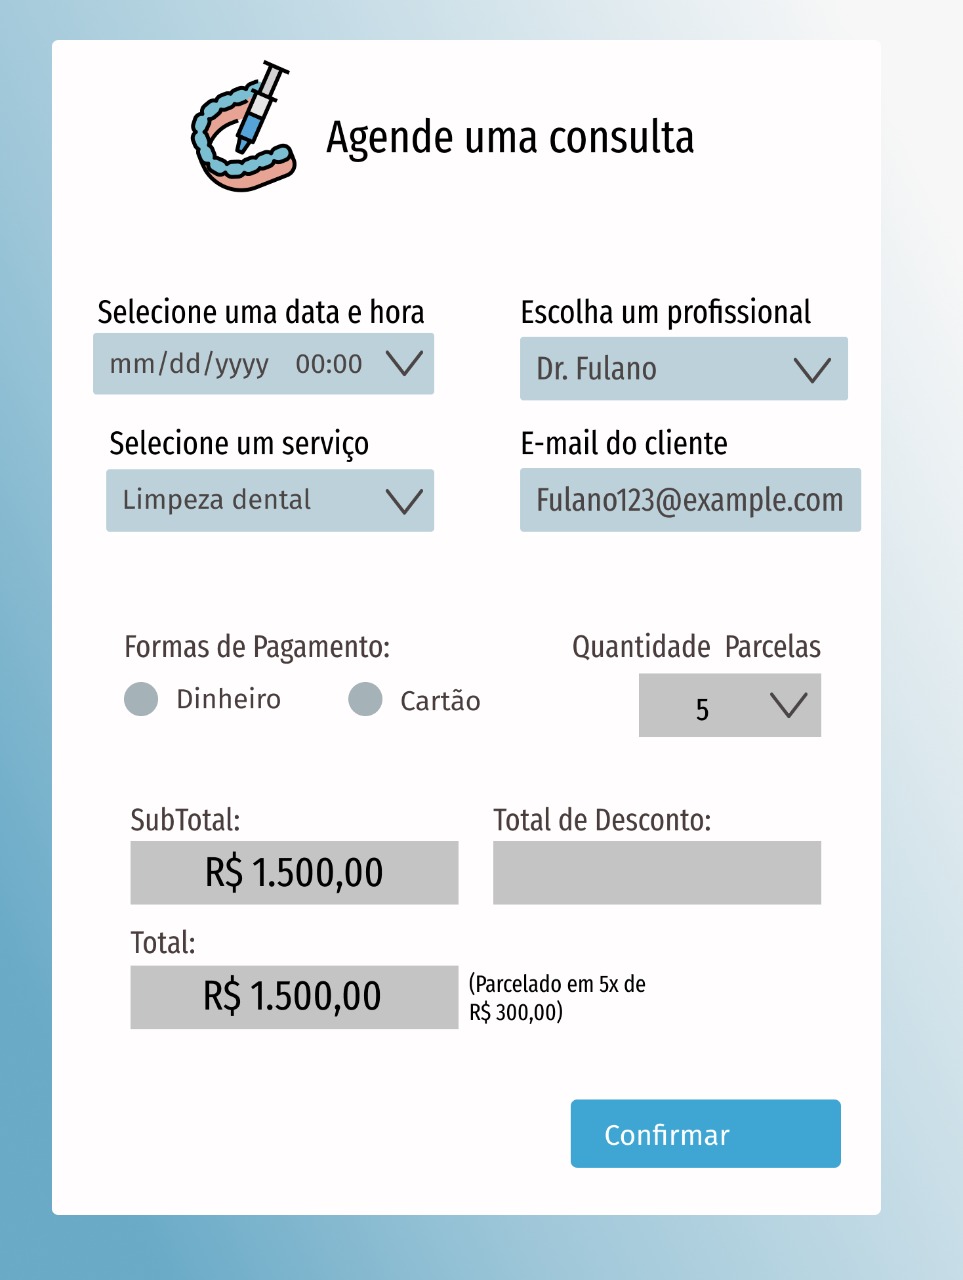 Agende uma consulta
Selecione uma data e hora
mm/dd/yyyy 00:00
Escolha um profissional
Dr. Fulano
Selecione um serviço
Limpeza dental
E-mail do cliente
Fulano123@example.com
Formas de Pagamento:
Dinheiro
Cartão
Quantidade Parcelas
5
SubTotal:
R$ 1.500,00
Total de Desconto:
Total:
R$ 1.500,00
(Parcelado em 5x de
R$ 300,00)
Confirmar